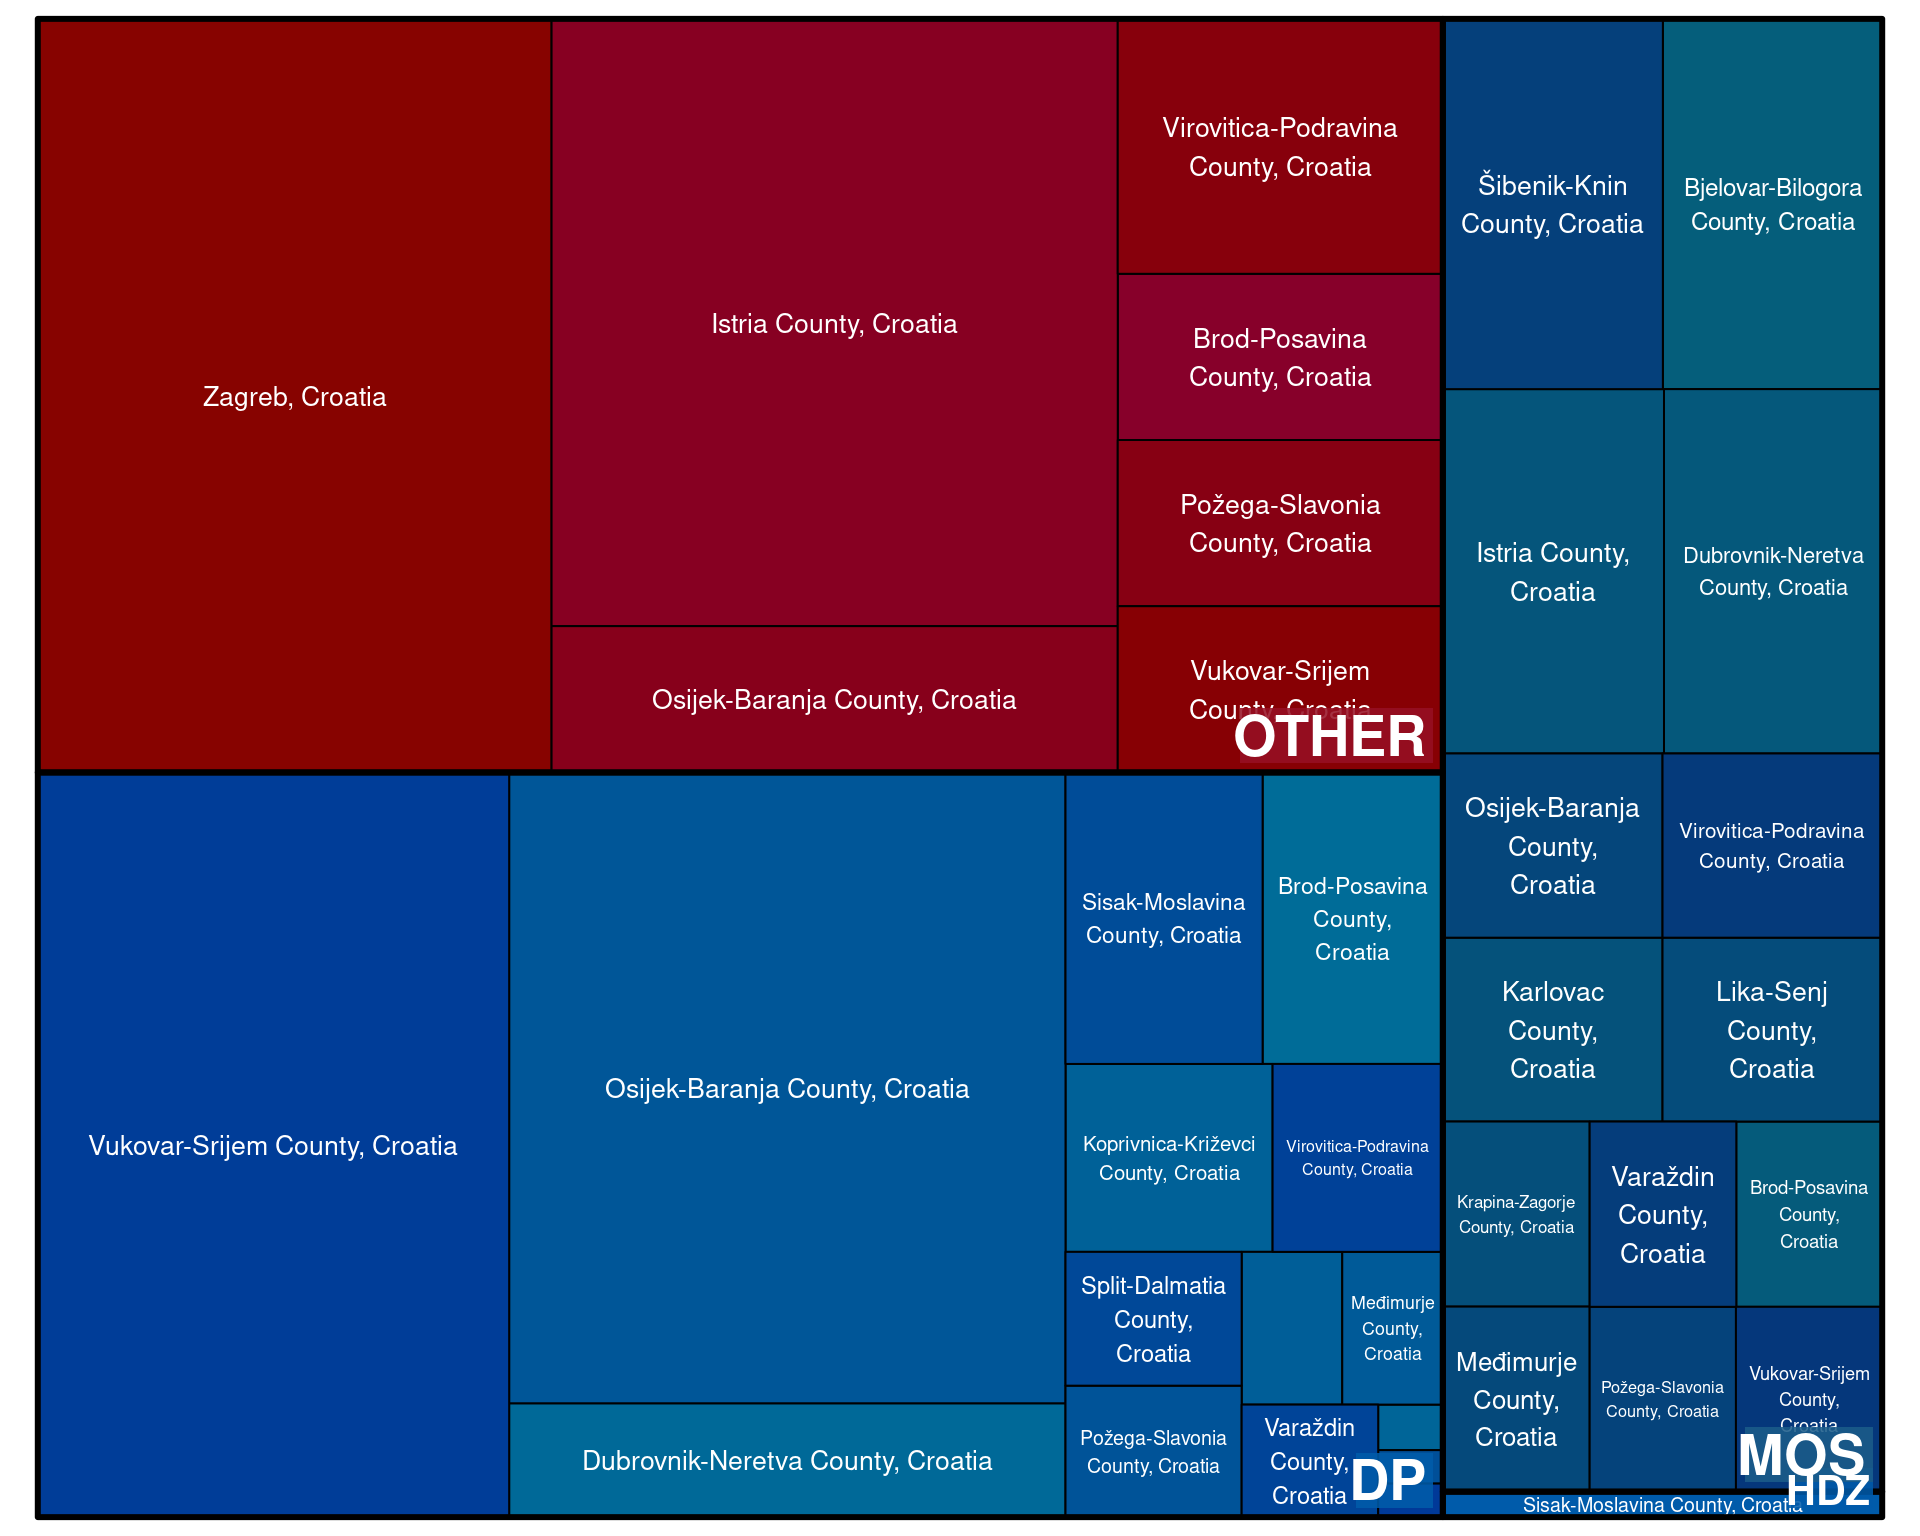 Zagreb, Croatia
Istria County, Croatia
Osijek-Baranja County, Croatia
Virovitica-Podravina
County, Croatia
Brod-Posavina
County, Croatia
Požega-Slavonia
County, Croatia
Vukovar-Srijem
County, Croatia
OTHER
Vukovar-Srijem County, Croatia
Osijek-Baranja County, Croatia
Dubrovnik-Neretva County, Croatia
Sisak-Moslavina
County, Croatia
Brod-Posavina
County,
Croatia
Koprivnica-Križevci
County, Croatia
Virovitica-Podravina
County, Croatia
Split-Dalmatia
County,
Croatia
Međimurje
County,
Croatia
Požega-Slavonia
County, Croatia
Varaždin
County,
Croatia
DP
Šibenik-Knin
County, Croatia
Bjelovar-Bilogora
County, Croatia
Istria County,
Croatia
Dubrovnik-Neretva
County, Croatia
Osijek-Baranja
County,
Croatia
Virovitica-Podravina
County, Croatia
Karlovac
County,
Croatia
Lika-Senj
County,
Croatia
Krapina-Zagorje
County, Croatia
Varaždin
County,
Croatia
Brod-Posavina
County,
Croatia
Međimurje
County,
Croatia
Požega-Slavonia
County, Croatia
Vukovar-Srijem
County,
Croatia
MOS
Sisak-Moslavina County, Croatia
HDZ